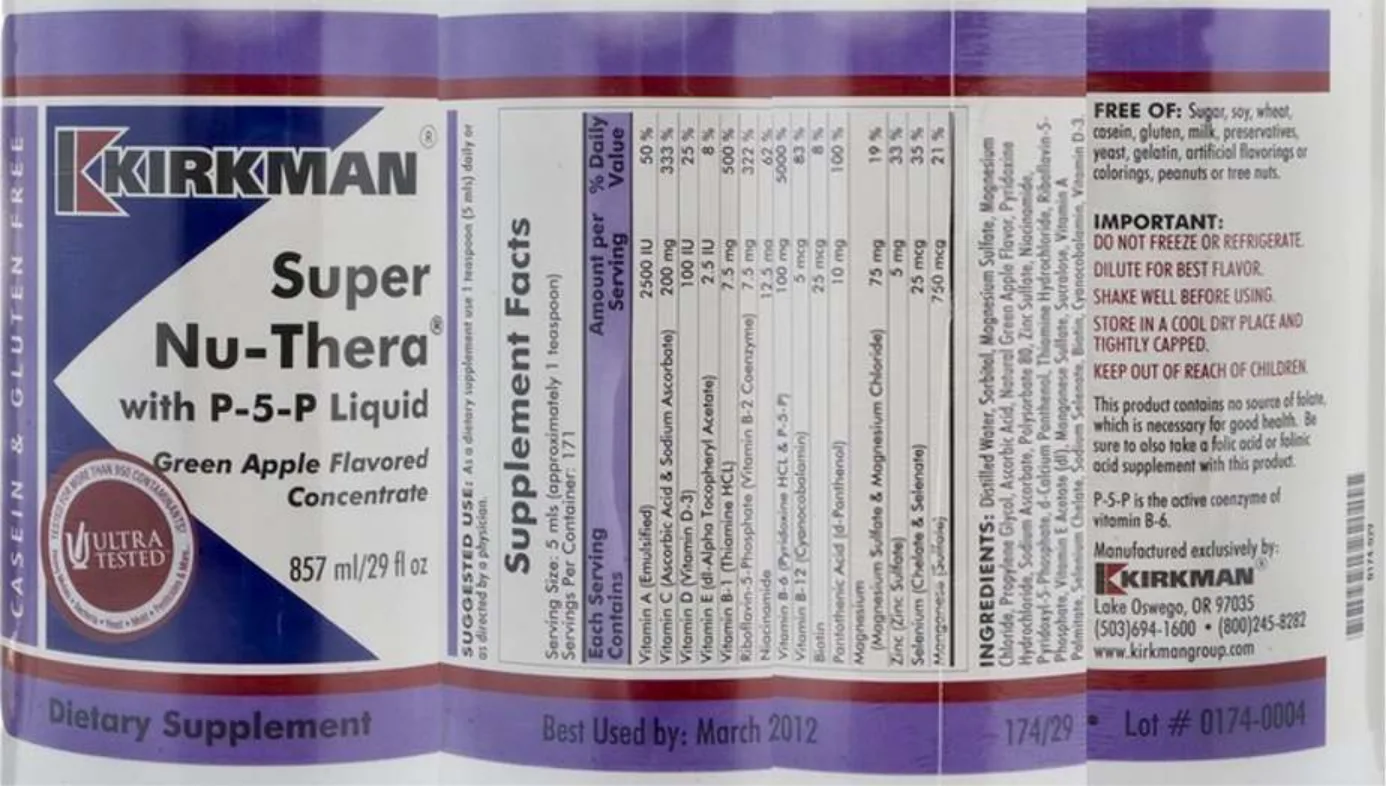 CASEIN & GLUTEN FREE
KIRKMAN®
Super
Nu-Thera®
with P-5-P Liquid
Green Apple Flavored
Concentrate
TESTED FOR MORE THAN 950 CONTAMINANTS!
ULTRA
TESTED™
Heavy Metals • Bacteria • Yeast • Mold • Pesticides & More.
857 ml/29 fl oz
Dietary Supplement
SUGGESTED USE: As a dietary supplement use 1 teaspoon (5 mls) daily or
as directed by a physician.
Supplement Facts
Serving Size: 5 mls (approximately 1 teaspoon)
Servings Per Container: 171
Each Serving Contains Amount per Serving % Daily Value
Vitamin A (Emulsified) 2500 IU 50 %
Vitamin C (Ascorbic Acid & Sodium Ascorbate) 200 mg 333 %
Vitamin D (Vitamin D-3) 100 IU 25 %
Vitamin E (dl-Alpha Tocopheryl Acetate) 2.5 IU 8 %
Vitamin B-1 (Thiamine HCL) 7.5 mg 500 %
Riboflavin-5-Phosphate (Vitamin B-2 Coenzyme) 7.5 mg 322 %
Niacinamide 12.5 mg 62 %
Vitamin B-6 (Pyridoxine HCL & P-5-P) 100 mg 5000 %
Vitamin B-12 (Cyanocobalamin) 5 mcg 83 %
Biotin 25 mcg 8 %
Pantothenic Acid (d-Panthenol) 10 mg 100 %
Magnesium
(Magnesium Sulfate & Magnesium Chloride) 75 mg 19 %
Zinc (Zinc Sulfate) 5 mg 33 %
Selenium (Chelate & Selenate) 25 mcg 35 %
Manganese (Sulfate) 750 mcg 21 %
INGREDIENTS: Distilled Water, Sorbitol, Magnesium Sulfate, Magnesium
Chloride, Propylene Glycol, Ascorbic Acid, Natural Green Apple Flavor, Pyridoxine
Hydrochloride, Sodium Ascorbate, Polysorbate 80, Zinc Sulfate, Niacinamide,
Pyridoxyl-5-Phosphate, d-Calcium Panthenol, Thiamine Hydrochloride, Riboflavin-5-
Phosphate, Vitamin E Acetate (dl), Manganese Sulfate, Sucralose, Vitamin A
Palmitate, Selenium Chelate, Sodium Selenate, Biotin, Cyanocobalamin, Vitamin D-3.
Best Used by: March 2012
174/29 • Lot # 0174-0004
FREE OF: Sugar, soy, wheat,
casein, gluten, milk, preservatives,
yeast, gelatin, artificial flavorings or
colorings, peanuts or tree nuts.
IMPORTANT:
DO NOT FREEZE OR REFRIGERATE.
DILUTE FOR BEST FLAVOR.
SHAKE WELL BEFORE USING.
STORE IN A COOL DRY PLACE AND
TIGHTLY CAPPED.
KEEP OUT OF REACH OF CHILDREN.
This product contains no source of folate,
which is necessary for good health. Be
sure to also take a folic acid or folinic
acid supplement with this product.
P-5-P is the active coenzyme of
vitamin B-6.
Manufactured exclusively by:
KIRKMAN®
Lake Oswego, OR 97035
(503)694-1600 • (800)245-8282
www.kirkmangroup.com
0174 029